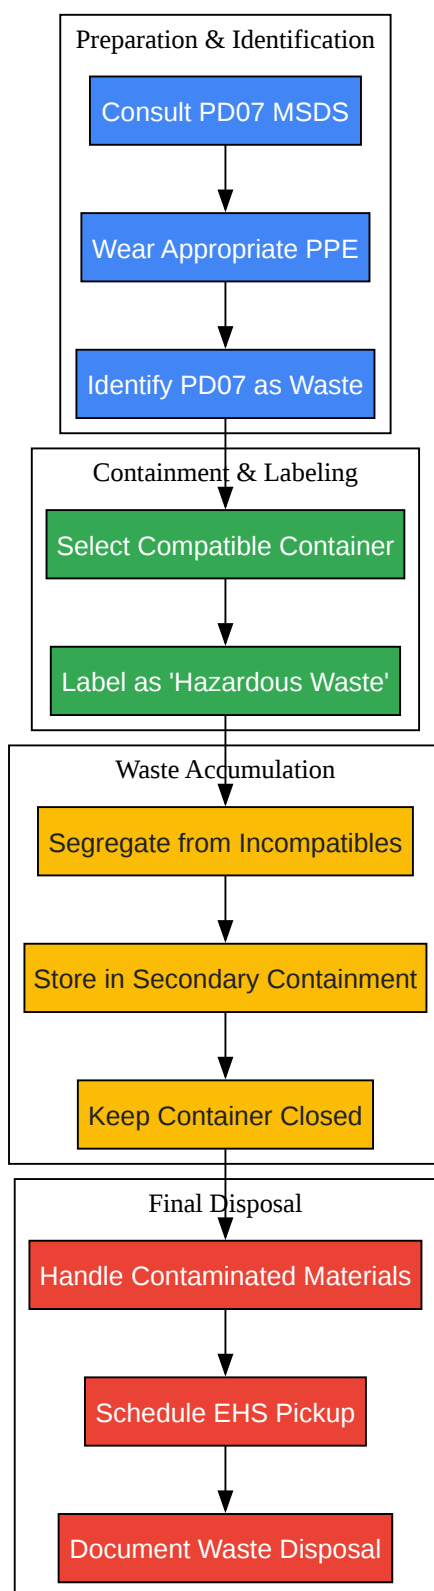 Preparation & Identification
Consult PD07 MSDS
Wear Appropriate PPE
Identify PD07 as Waste
Containment & Labeling
Select Compatible Container
Label as 'Hazardous Waste'
Waste Accumulation
Segregate from Incompatibles
Store in Secondary Containment
Keep Container Closed
Final Disposal
Handle Contaminated Materials
Schedule EHS Pickup
Document Waste Disposal